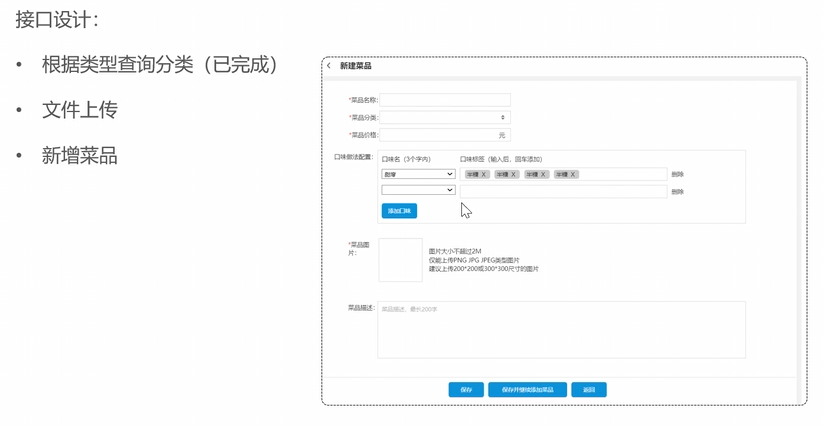 接口设计：
• 根据类型查询分类（已完成）
• 文件上传
• 新增菜品
< 新建菜品
*菜品名称:
*菜品分类:
*菜品价格: 元
口味做法配置: 口味名（3个字内） 口味标签（输入后，回车添加）
甜度 半糖 X 半糖 X 半糖 X 半糖 X 删除
删除
添加口味
*菜品图片:
图片大小不超过2M
仅能上传PNG JPG JPEG类型图片
建议上传200*200或300*300尺寸的图片
菜品描述: 菜品描述，最长200字
保存 保存并继续添加菜品 返回